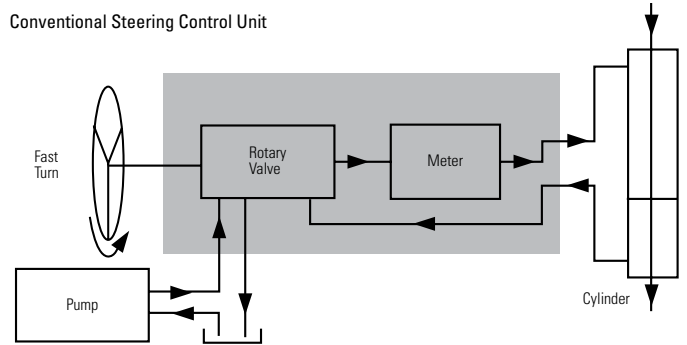 Conventional Steering Control Unit
Fast
Turn
Rotary
Valve
Meter
Pump
Cylinder